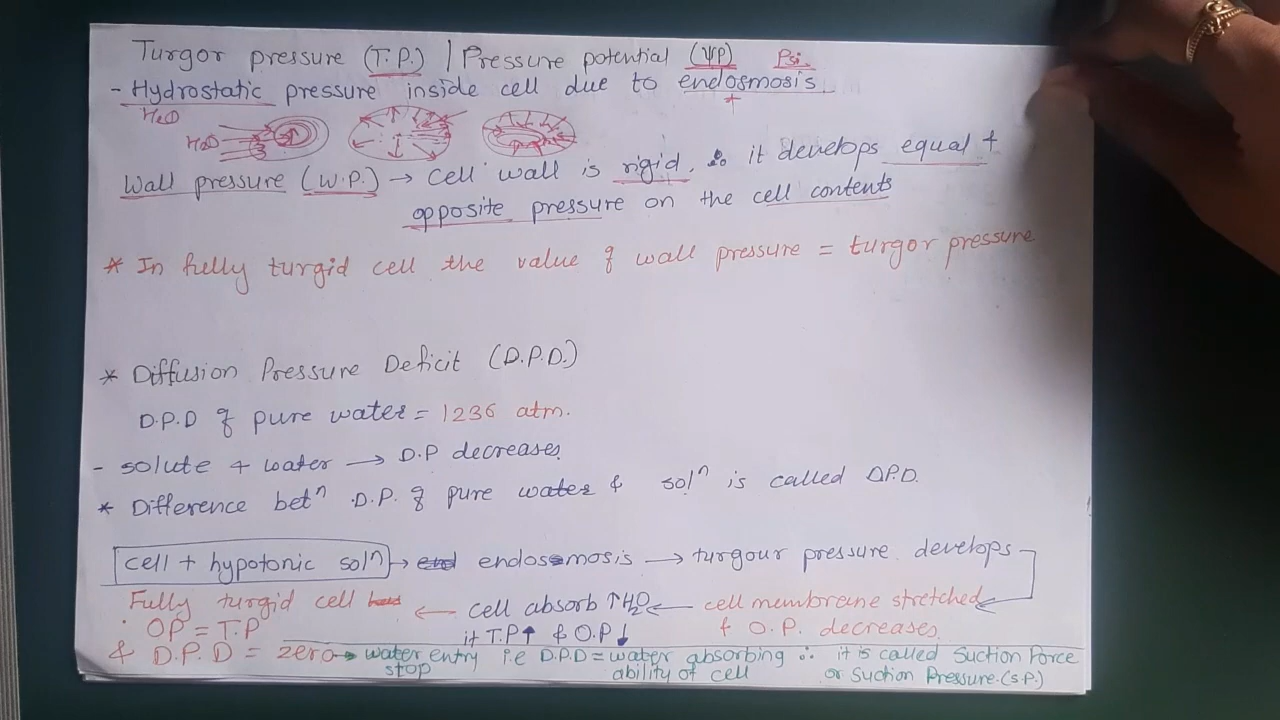 Turgor pressure (T.P.) | Pressure potential (Ψp) Psi.
- Hydrostatic pressure inside cell due to endosmosis.
+
H₂O
H₂O
Wall pressure (W.P.) → cell wall is rigid. ∴ it develops equal +
opposite pressure on the cell contents
* In fully turgid cell the value of wall pressure = turgor pressure
* Diffusion Pressure Deficit (D.P.D.)
D.P.D of pure water = 1236 atm.
- solute + water → D.P decreases.
* Difference betⁿ D.P. of pure water & solⁿ is called D.P.D.
cell + hypotonic solⁿ → end endosmosis → turgour pressure develops
Fully turgid cell ← cell absorb ↑H₂O ← cell membrane stretched
OP = T.P it T.P↑ & O.P↓ & O.P. decreases.
& D.P.D = zero → water entry i.e D.P.D = water absorbing ∴ it is called Suction Force
stop ability of cell or Suction Pressure.(S.P.)